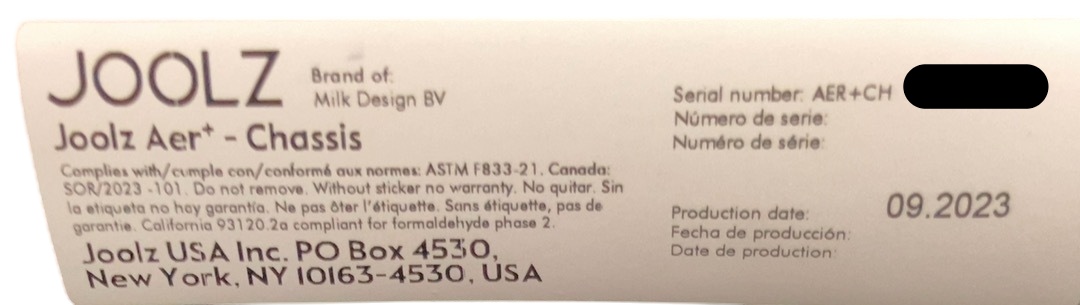 JOOLZ
Brand of:
Milk Design BV
Joolz Aer+ - Chassis
Complies with/cumple con/conformé aux normes: ASTM F833-21. Canada:
SOR/2023 -101. Do not remove. Without sticker no warranty. No quitar. Sin
la etiqueta no hay garantía. Ne pas ôter l'étiquette. Sans étiquette, pas de
garantie. California 93120.2a compliant for formaldehyde phase 2.
Joolz USA Inc. PO Box 4530,
New York, NY 10163-4530, USA
Serial number: AER+CH
Número de serie:
Numéro de série:
Production date: 09.2023
Fecha de producción:
Date de production: